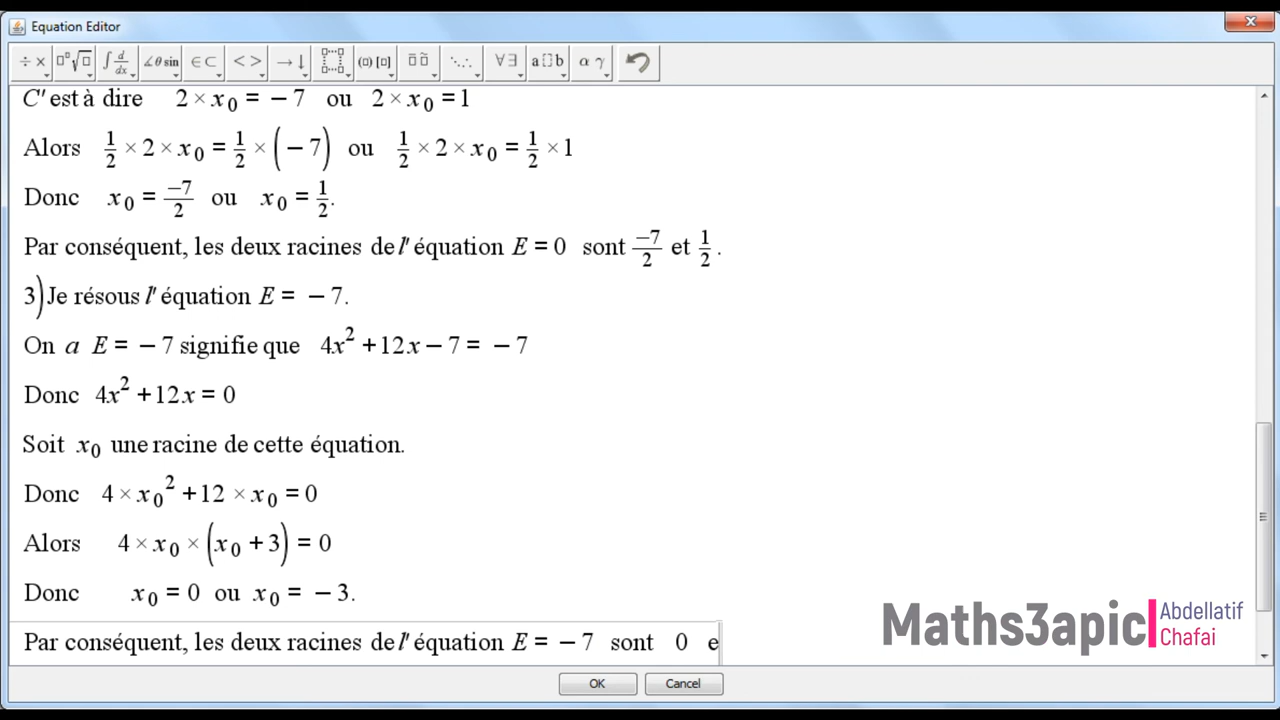 Equation Editor
÷ × √ ∫ d/dx ∠θ sin ∈ ⊂ < > → ↓ (▫) [▫] ∀ ∃ a b α γ
C' est à dire 2 × x₀ = − 7 ou 2 × x₀ = 1
Alors 1/2 × 2 × x₀ = 1/2 × (− 7) ou 1/2 × 2 × x₀ = 1/2 × 1
Donc x₀ = −7/2 ou x₀ = 1/2.
Par conséquent, les deux racines de l' équation E = 0 sont −7/2 et 1/2 .
3) Je résous l' équation E = − 7.
On a E = − 7 signifie que 4x² + 12x − 7 = − 7
Donc 4x² + 12x = 0
Soit x₀ une racine de cette équation.
Donc 4 × x₀² + 12 × x₀ = 0
Alors 4 × x₀ × (x₀ + 3) = 0
Donc x₀ = 0 ou x₀ = − 3.
Par conséquent, les deux racines de l' équation E = − 7 sont 0 e
Maths3apic
Abdellatif
Chafai
OK Cancel